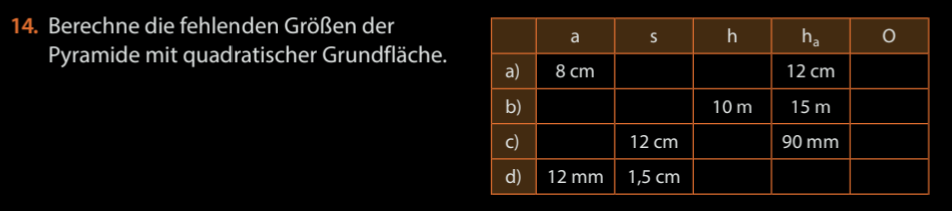 14. Berechne die fehlenden Größen der
Pyramide mit quadratischer Grundfläche.
a s h hₐ O
a) 8 cm 12 cm
b) 10 m 15 m
c) 12 cm 90 mm
d) 12 mm 1,5 cm